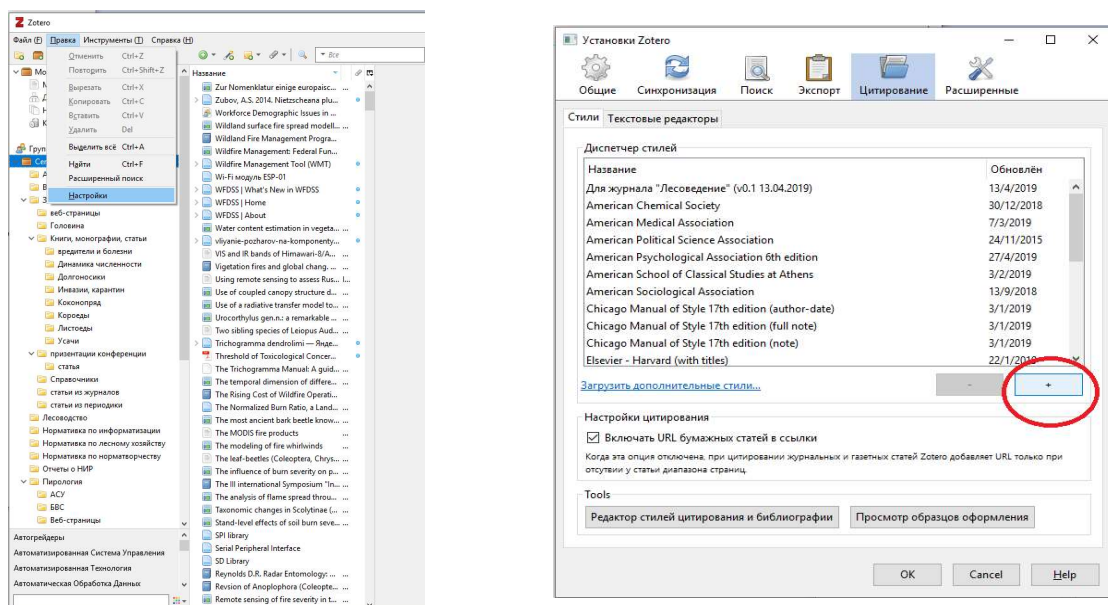 Zotero
Файл (F) Правка Инструменты (T) Справка (H)
Отменить Ctrl+Z
Повторить Ctrl+Shift+Z
Вырезать Ctrl+X
Копировать Ctrl+C
Вставить Ctrl+V
Удалить Del
Выделить всё Ctrl+A
Найти Ctrl+F
Расширенный поиск
Настройки
веб-страницы
Головина
Книги, монографии, статьи
вредители и болезни
Динамика численности
Долгоносики
Инвазии, карантин
Коконопряд
Короеды
Листоеды
Усачи
призентации конференции
статья
Справочники
статьи из журналов
статьи из периодики
Лесоводство
Норматива по информатизации
Норматива по лесному хозяйству
Норматива по норматворчеству
Отчеты о НИР
Пирология
АСУ
БВС
Веб-страницы
Автогрейдеры
Автоматизированная Система Управления
Автоматизированная Технология
Автоматическая Обработка Данных
Все
Название
Zur Nomenklatur einige europaisc... ...
Zubov, A.S. 2014. Nietzscheana plu...
Workforce Demographic Issues in ...
Wildland surface fire spread modell... ...
Wildland Fire Management Progra...
Wildfire Management: Federal Fun...
Wildfire Management Tool (WMT)
Wi-Fi модуль ESP-01
WFDSS | What's New in WFDSS
WFDSS | Home
WFDSS | About
Water content estimation in vegeta... ...
vliyanie-pozharov-na-komponenty...
VIS and IR bands of Himawari-8/A... ...
Vigetation fires and global chang. ... ...
Using remote sensing to assess Rus... I...
Use of coupled canopy structure d... ...
Use of a radiative transfer model to... ...
Urocorthylus gen.n.: a remarkable ... ...
Two sibling species of Leiopus Aud... ...
Trichogramma dendrolimi — Янде...
Threshold of Toxicological Concer...
The Trichogramma Manual: A guid... ...
The temporal dimension of differe... ...
The Rising Cost of Wildfire Operati...
The Normalized Burn Ratio, a Land... ...
The most ancient bark beetle know... ...
The MODIS fire products ...
The modeling of fire whirlwinds ...
The leaf-beetles (Coleoptera, Chrys... ...
The influence of burn severity on p... ...
The III international Symposium "In... ...
The analysis of flame spread throu... ...
Taxonomic changes in Scolytinae (... ...
Stand-level effects of soil burn seve... ...
SPI library
Serial Peripheral Interface
SD Library
Reynolds D.R. Radar Entomology: ... ...
Revsion of Anoplophora (Coleopte... ...
Remote sensing of fire severity in t... ...
Установки Zotero
Общие Синхронизация Поиск Экспорт Цитирование Расширенные
Стили Текстовые редакторы
Диспетчер стилей
Название Обновлён
Для журнала "Лесоведение" (v0.1 13.04.2019) 13/4/2019
American Chemical Society 30/12/2018
American Medical Association 7/3/2019
American Political Science Association 24/11/2015
American Psychological Association 6th edition 27/4/2019
American School of Classical Studies at Athens 3/2/2019
American Sociological Association 13/9/2018
Chicago Manual of Style 17th edition (author-date) 3/1/2019
Chicago Manual of Style 17th edition (full note) 3/1/2019
Chicago Manual of Style 17th edition (note) 3/1/2019
Elsevier - Harvard (with titles)
Загрузить дополнительные стили... - +
Настройки цитирования
Включать URL бумажных статей в ссылки
Когда эта опция отключена, при цитировании журнальных и газетных статей Zotero добавляет URL только при
отсутвии у статьи диапазона страниц.
Tools
Редактор стилей цитирования и библиографии Просмотр образцов оформления
OK Cancel Help